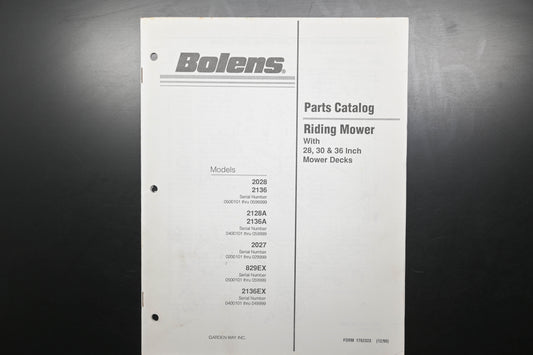 Bolens®
Parts Catalog
Riding Mower
With
28, 30 & 36 Inch
Mower Decks
Models
2028
2136
Serial Number
2128A
2136A
Serial Number
2027
Serial Number
829EX
Serial Number
2136EX
Serial Number
GARDEN WAY INC.
FORM